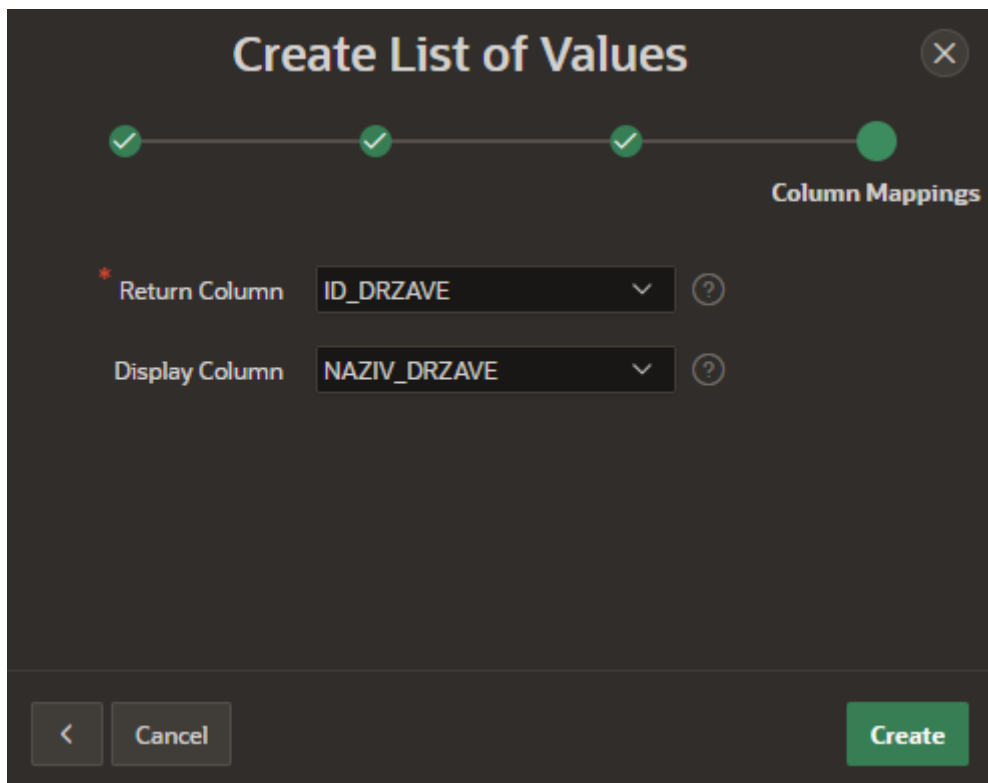 Create List of Values
Column Mappings
* Return Column ID_DRZAVE ?
Display Column NAZIV_DRZAVE ?
Cancel Create